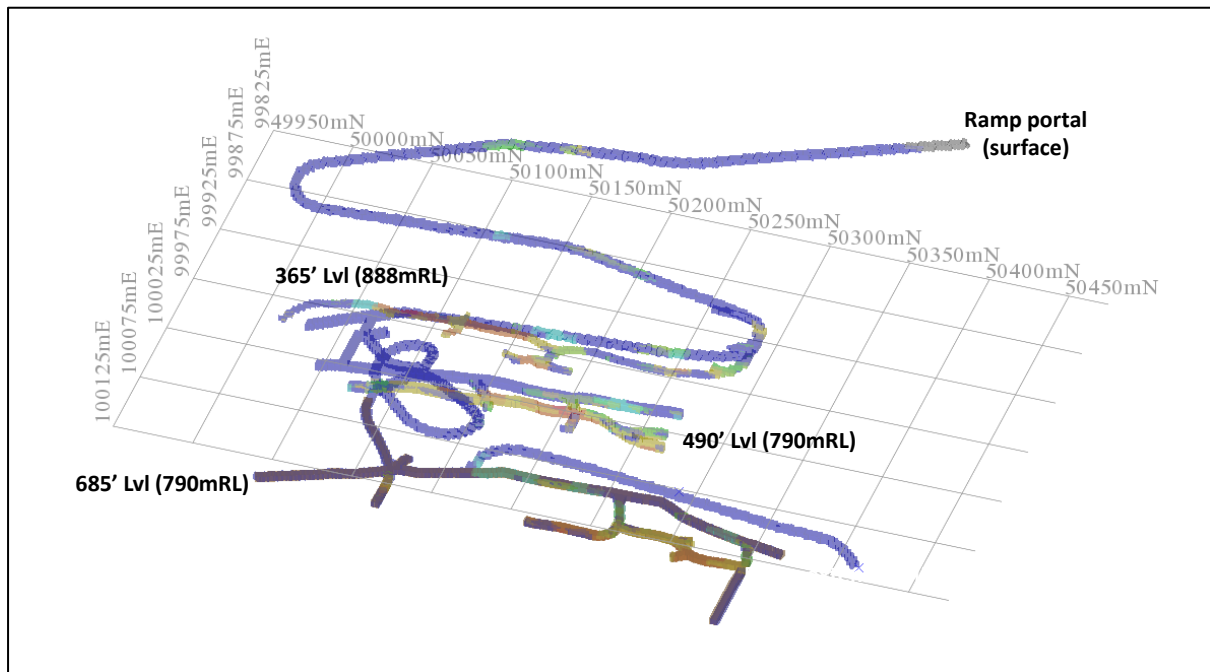 Ramp portal
(surface)
99825mE
99875mE
99925mE
99975mE
100025mE
100075mE
100125mE
49950mN
50000mN
50050mN
50100mN
50150mN
50200mN
50250mN
50300mN
50350mN
50400mN
50450mN
365' Lvl (888mRL)
490' Lvl (790mRL)
685' Lvl (790mRL)